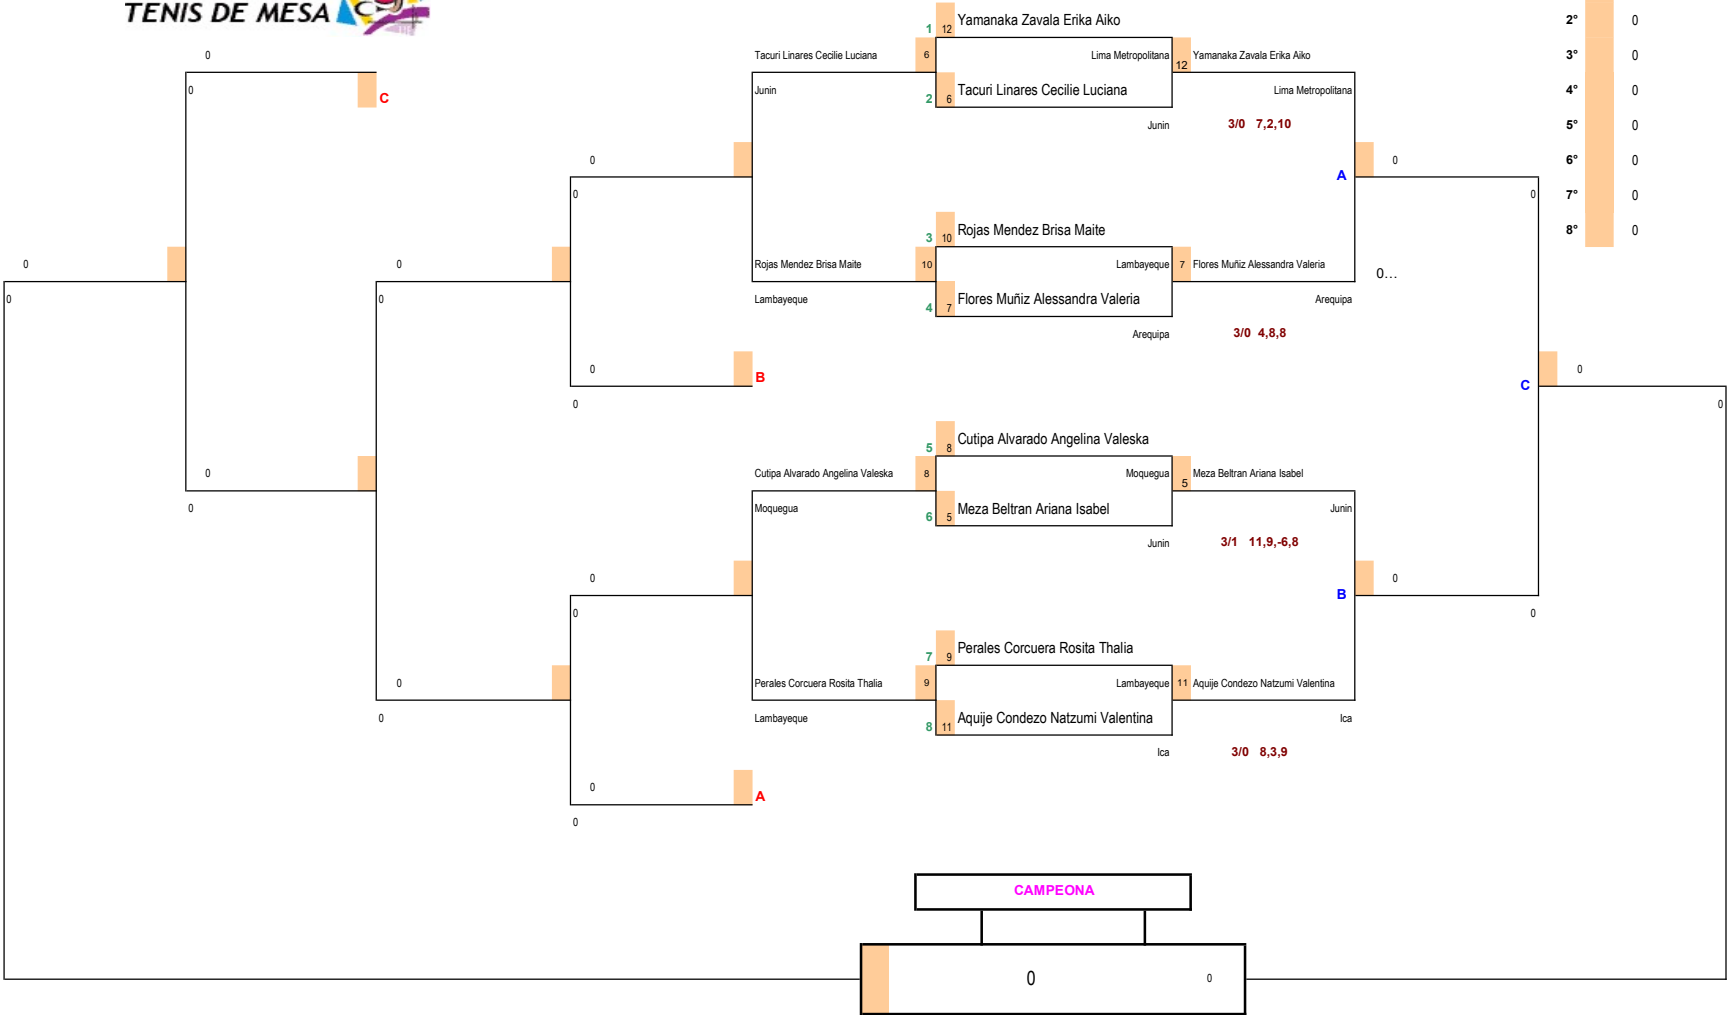 TENIS DE MESA
2° 0
1 12 Yamanaka Zavala Erika Aiko
0 Tacuri Linares Cecilie Luciana 6 Lima Metropolitana 12 Yamanaka Zavala Erika Aiko 3° 0
0 C Junin 2 6 Tacuri Linares Cecilie Luciana Lima Metropolitana 4° 0
Junin 3/0 7,2,10 5° 0
0 0 6° 0
A
0 0 7° 0
3 10 Rojas Mendez Brisa Maite 8° 0
0 0 Rojas Mendez Brisa Maite 10 Lambayeque 7 Flores Muñiz Alessandra Valeria 0...
0 0 Lambayeque 4 7 Flores Muñiz Alessandra Valeria Arequipa
Arequipa 3/0 4,8,8
0 B C 0
0 0
5 8 Cutipa Alvarado Angelina Valeska
0 Cutipa Alvarado Angelina Valeska 8 Moquegua 5 Meza Beltran Ariana Isabel
0 Moquegua 6 5 Meza Beltran Ariana Isabel Junin
Junin 3/1 11,9,-6,8
0 0
B
0 0
7 9 Perales Corcuera Rosita Thalia
0 Perales Corcuera Rosita Thalia 9 Lambayeque 11 Aquije Condezo Natzumi Valentina
0 Lambayeque 8 11 Aquije Condezo Natzumi Valentina Ica
Ica 3/0 8,3,9
0 A
0
CAMPEONA
0 0